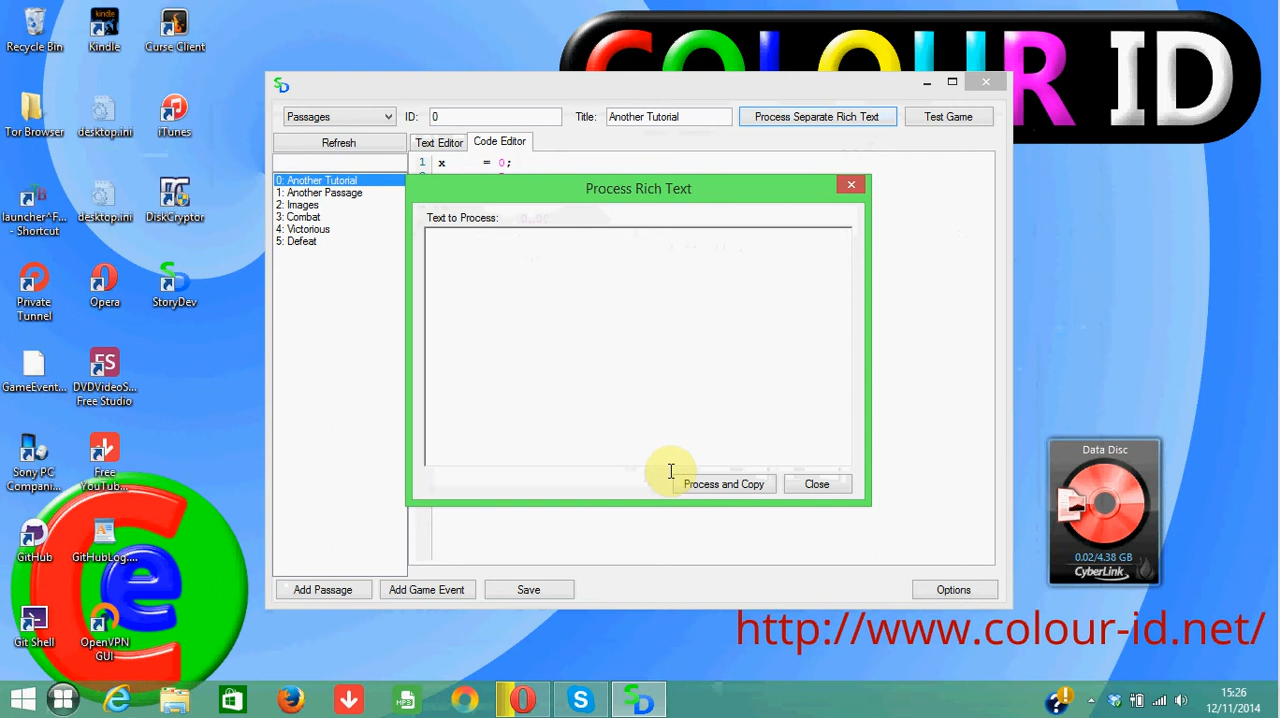 COLOUR ID
Recycle Bin
Kindle
Curse Client
Tor Browser
desktop.ini
iTunes
launcher^F...
- Shortcut
desktop.ini
DiskCryptor
Private
Tunnel
Opera
StoryDev
GameEvent...
DVDVideoS...
Free Studio
Sony PC
Compani...
Free
Youtube...
GitHub
GitHubLog....
Git Shell
OpenVPN
GUI
Passages
ID:
0
Title:
Another Tutorial
Process Separate Rich Text
Test Game
Refresh
Text Editor
Code Editor
1 x = 0;
0: Another Tutorial
1: Another Passage
2: Images
3: Combat
4: Victorious
5: Defeat
Process Rich Text
Text to Process:
Process and Copy
Close
Add Passage
Add Game Event
Save
Options
Data Disc
0.02/4.38 GB
CyberLink
http://www.colour-id.net/
15:26
12/11/2014